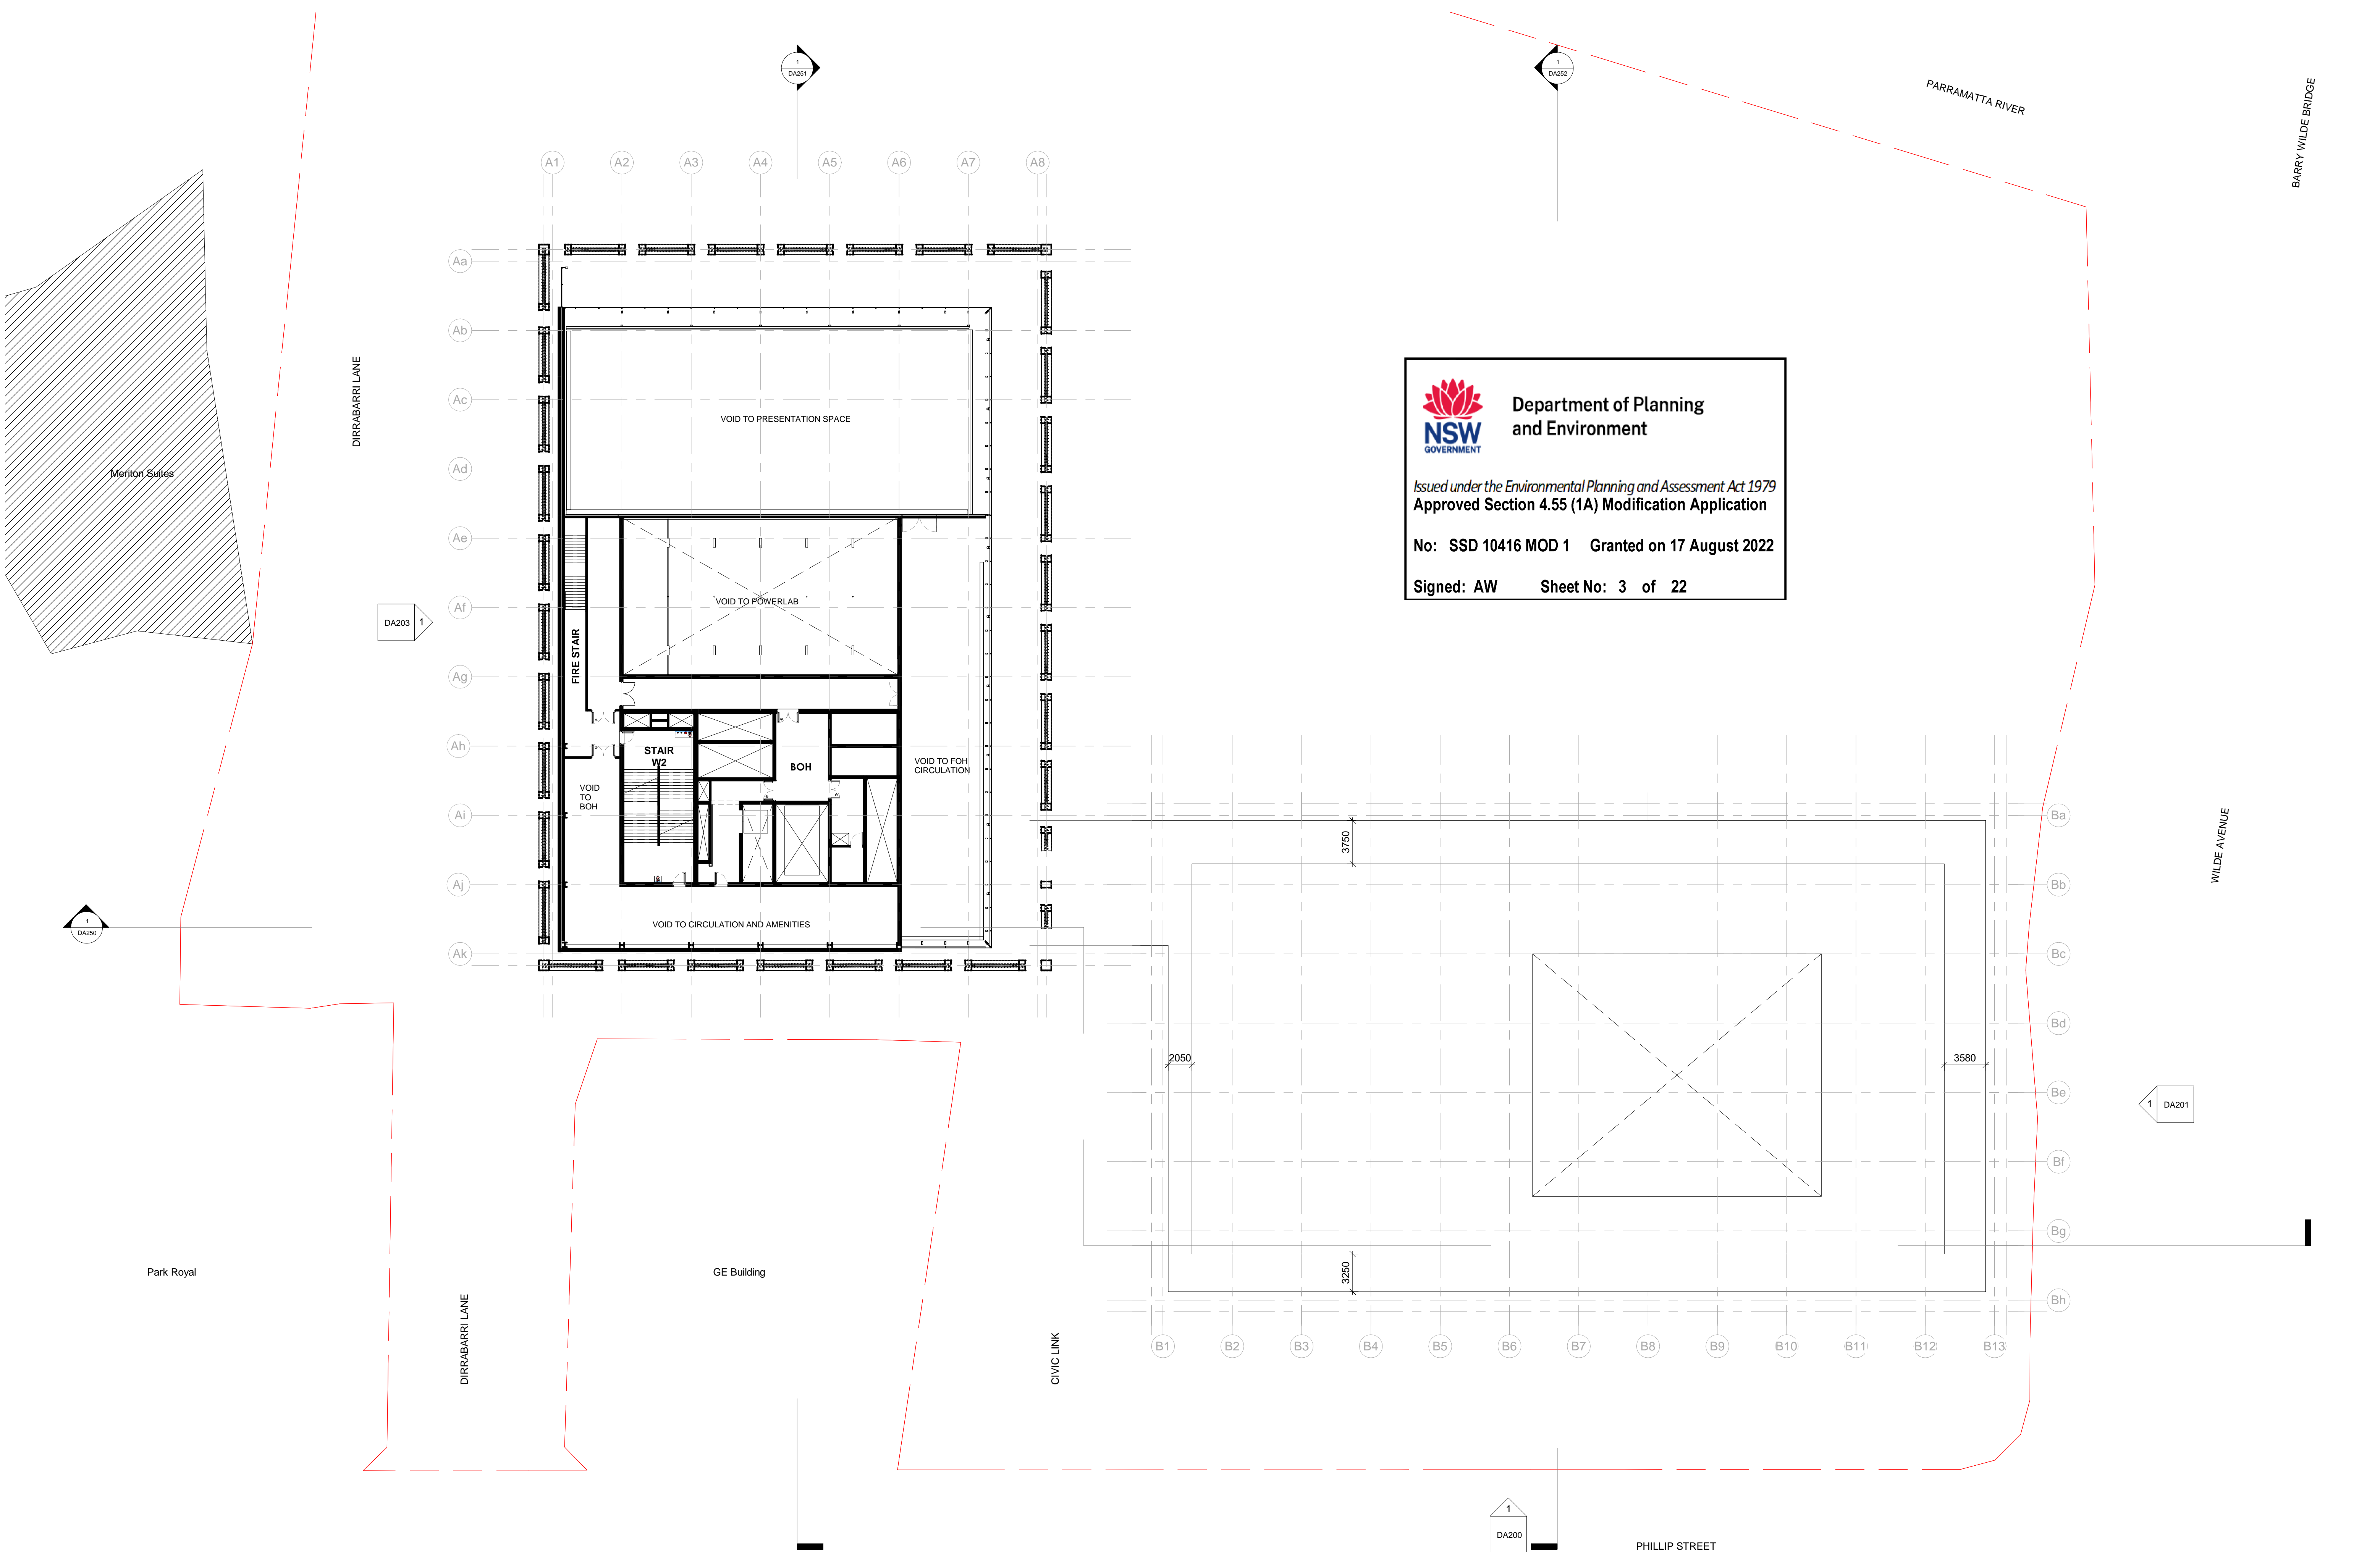 1
DA251
1
DA252
PARRAMATTA RIVER
BARRY WILDE BRIDGE
A1
A2
A3
A4
A5
A6
A7
A8
Aa
Ab
Ac
Ad
Ae
Af
Ag
Ah
Ai
Aj
Ak
DIRRABARRI LANE
Meriton Suites
VOID TO PRESENTATION SPACE
NSW
GOVERNMENT
Department of Planning
and Environment
Issued under the Environmental Planning and Assessment Act 1979
Approved Section 4.55 (1A) Modification Application
No: SSD 10416 MOD 1 Granted on 17 August 2022
Signed: AW Sheet No: 3 of 22
DA203
1
VOID TO POWERLAB
FIRE STAIR
STAIR
W2
BOH
VOID TO FOH
CIRCULATION
VOID
TO
BOH
VOID TO CIRCULATION AND AMENITIES
1
DA250
3750
2050
3580
3250
Ba
Bb
Bc
Bd
Be
Bf
Bg
Bh
WILDE AVENUE
1
DA201
B1
B2
B3
B4
B5
B6
B7
B8
B9
B10
B11
B12
B13
Park Royal
GE Building
DIRRABARRI LANE
CIVIC LINK
1
DA200
PHILLIP STREET